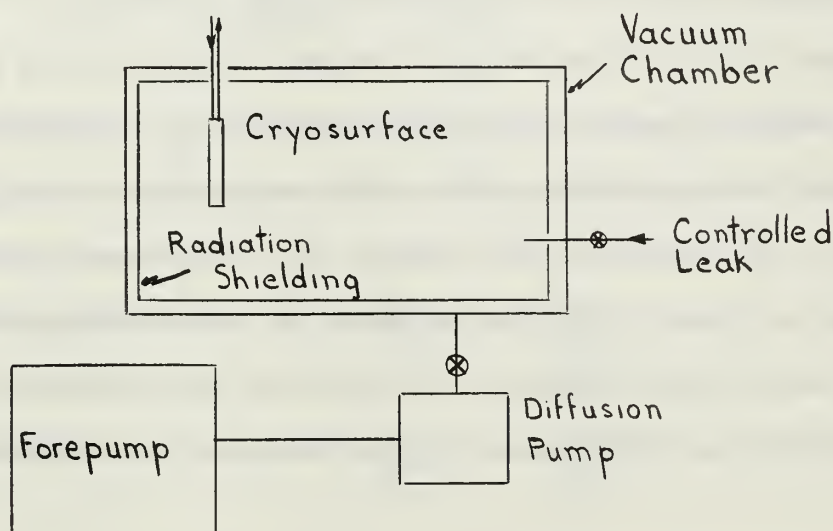 Vacuum
Chamber
Cryosurface
Radiation
Shielding
Controlled
Leak
Forepump
Diffusion
Pump